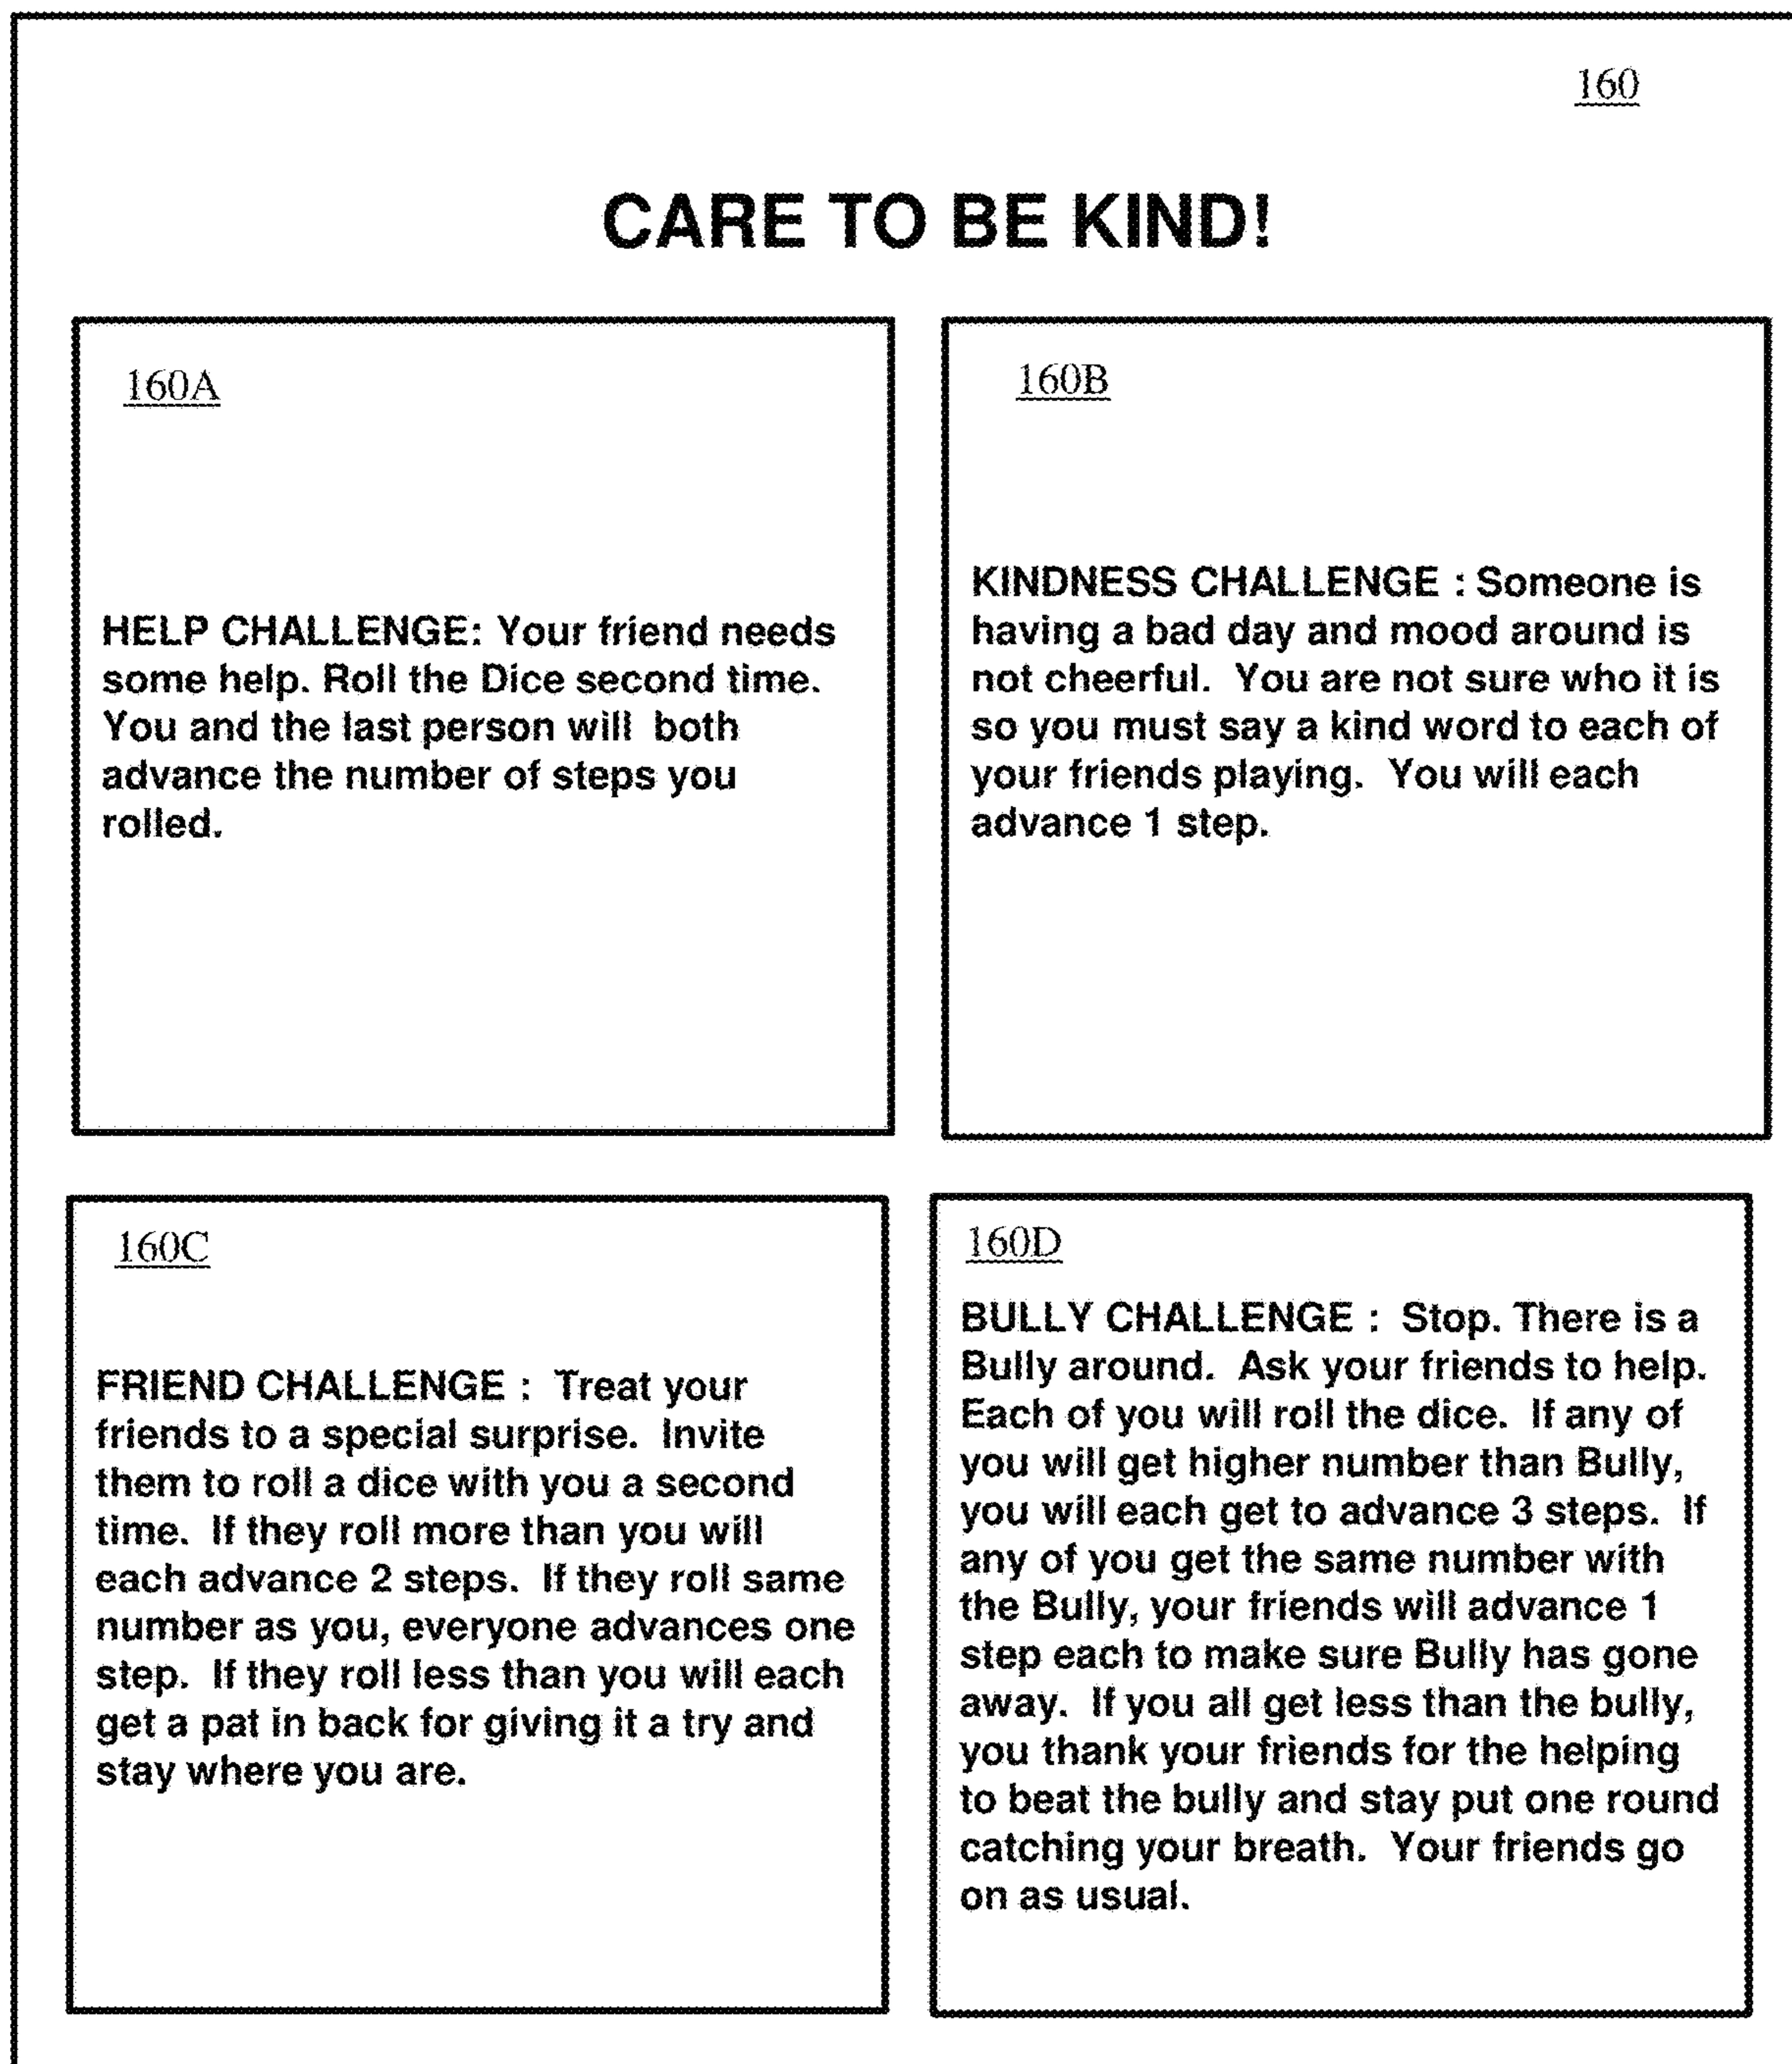 160
CARE TO BE KIND!
160A
HELP CHALLENGE: Your friend needs
some help. Roll the Dice second time.
You and the last person will both
advance the number of steps you
rolled.
160B
KINDNESS CHALLENGE : Someone is
having a bad day and mood around is
not cheerful. You are not sure who it is
so you must say a kind word to each of
your friends playing. You will each
advance 1 step.
160C
FRIEND CHALLENGE : Treat your
friends to a special surprise. Invite
them to roll a dice with you a second
time. If they roll more than you will
each advance 2 steps. If they roll same
number as you, everyone advances one
step. If they roll less than you will each
get a pat in back for giving it a try and
stay where you are.
160D
BULLY CHALLENGE : Stop. There is a
Bully around. Ask your friends to help.
Each of you will roll the dice. If any of
you will get higher number than Bully,
you will each get to advance 3 steps. If
any of you get the same number with
the Bully, your friends will advance 1
step each to make sure Bully has gone
away. If you all get less than the bully,
you thank your friends for the helping
to beat the bully and stay put one round
catching your breath. Your friends go
on as usual.